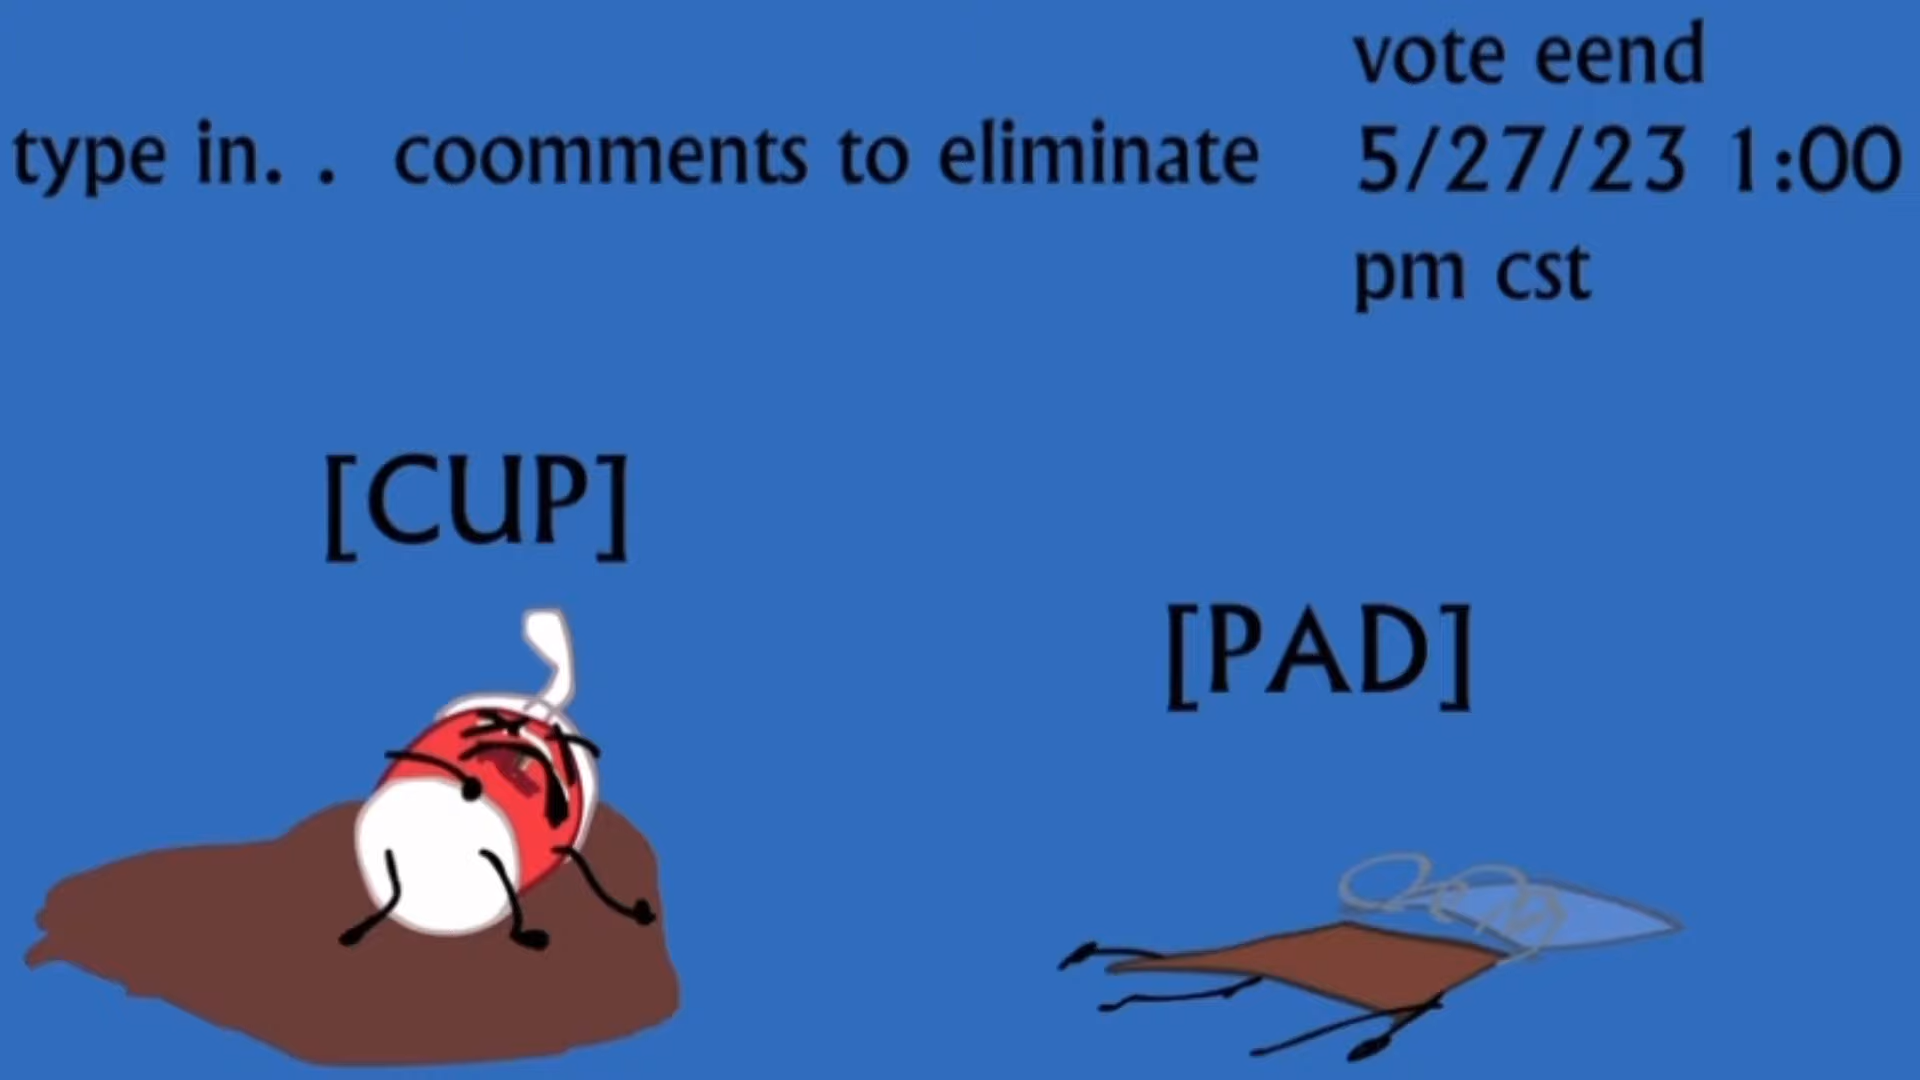 type in. .  coomments to eliminate
vote eend
5/27/23 1:00
pm cst
[CUP]
[PAD]